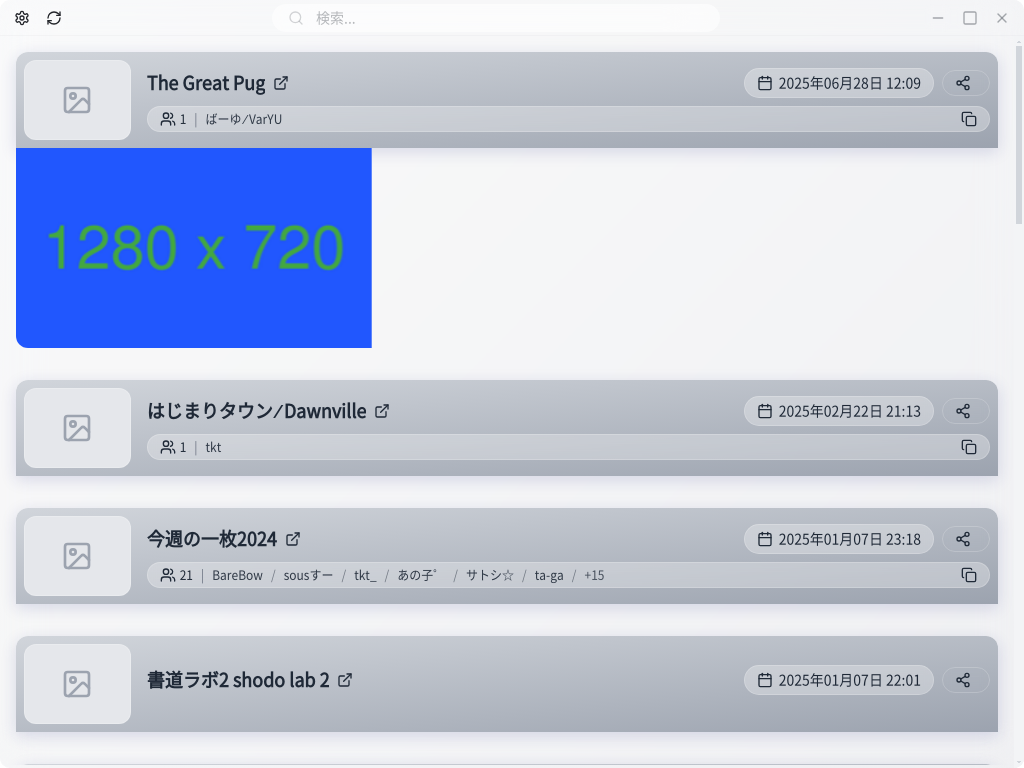 検索...
The Great Pug 2025年06月28日 12:09
1 | ばーゆ/VarYU
1280 x 720
はじまりタウン/Dawnville 2025年02月22日 21:13
1 | tkt
今週の一枚2024 2025年01月07日 23:18
21 | BareBow / sousすー / tkt_ / あの子゜ / サトシ☆ / ta-ga / +15
書道ラボ2 shodo lab 2 2025年01月07日 22:01